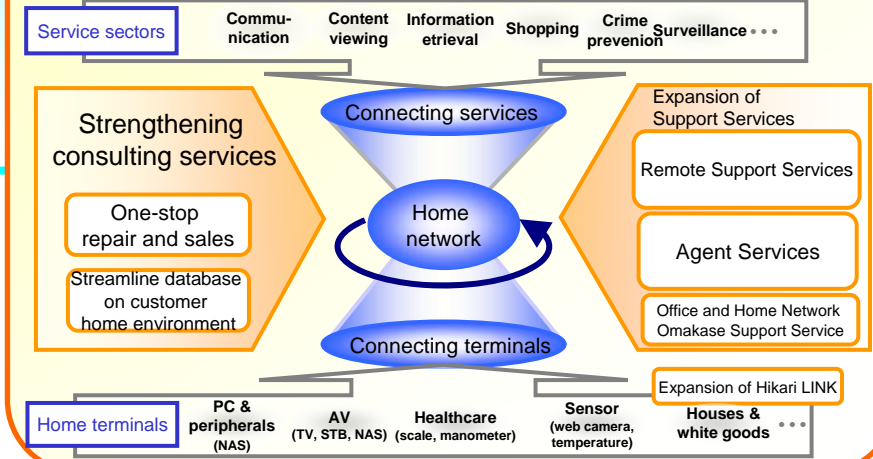 Service sectors
Commu-
nication
Content
viewing
Information
etrieval
Shopping
Crime
prevenion
Surveillance •••
Connecting services
Strengthening
consulting services
One-stop
repair and sales
Streamline database
on customer
home environment
Home
network
Expansion of
Support Services
Remote Support Services
Agent Services
Office and Home Network
Omakase Support Service
Connecting terminals
Expansion of Hikari LINK
Home terminals
PC &
peripherals
(NAS)
AV
(TV, STB, NAS)
Healthcare
(scale, manometer)
Sensor
(web camera,
temperature)
Houses &
white goods •••